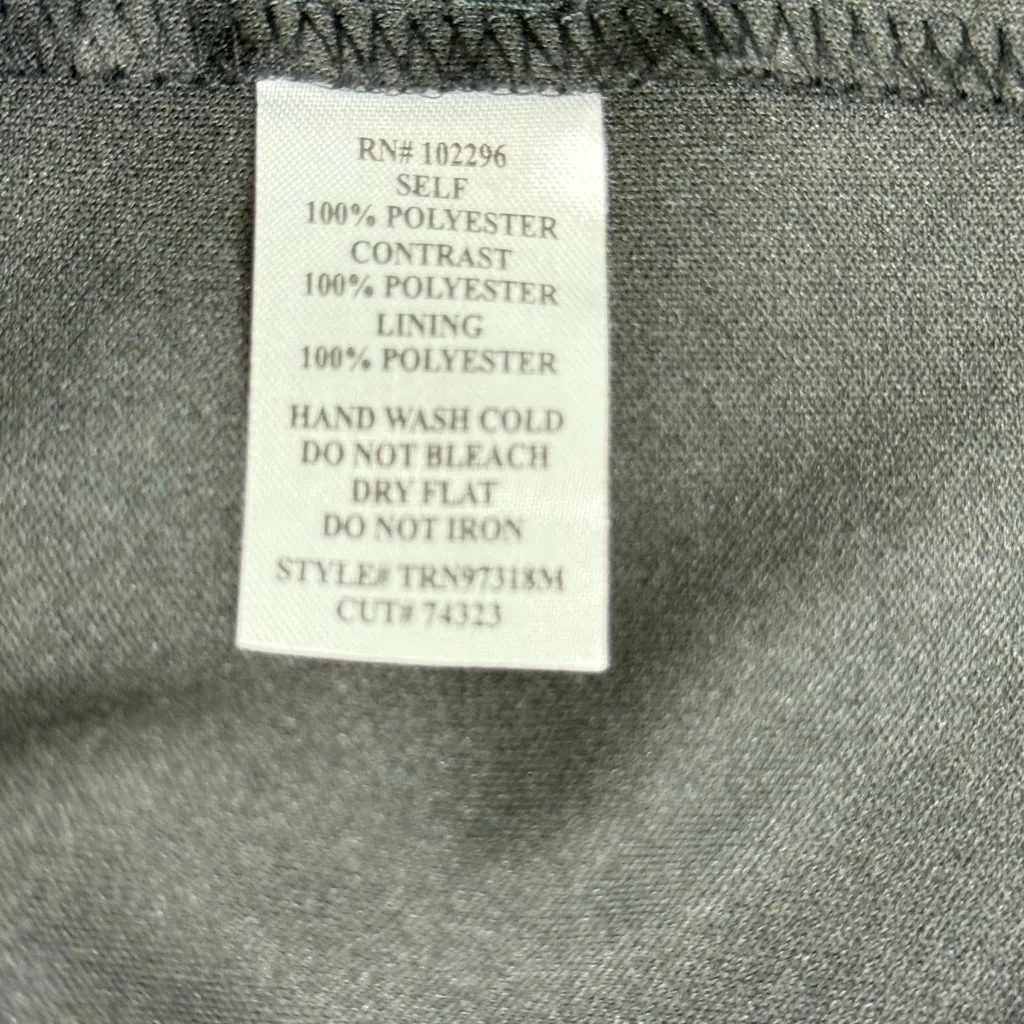 RN# 102296
SELF
100% POLYESTER
CONTRAST
100% POLYESTER
LINING
100% POLYESTER
HAND WASH COLD
DO NOT BLEACH
DRY FLAT
DO NOT IRON
STYLE# TRN97318M
CUT# 74323